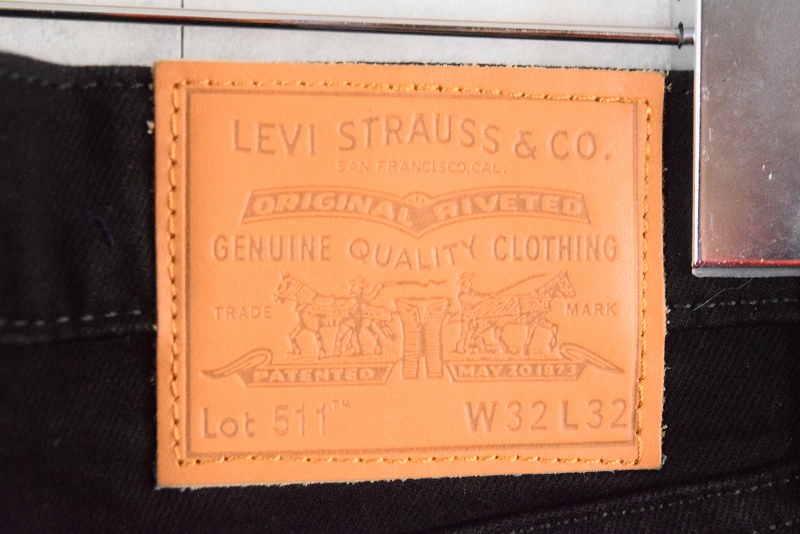 LEVI STRAUSS & CO.
SAN FRANCISCO, CAL.
ORIGINAL RIVETED
GENUINE QUALITY CLOTHING
TRADE MARK
PATENTED MAY 20 1873
Lot 511™ W32 L32